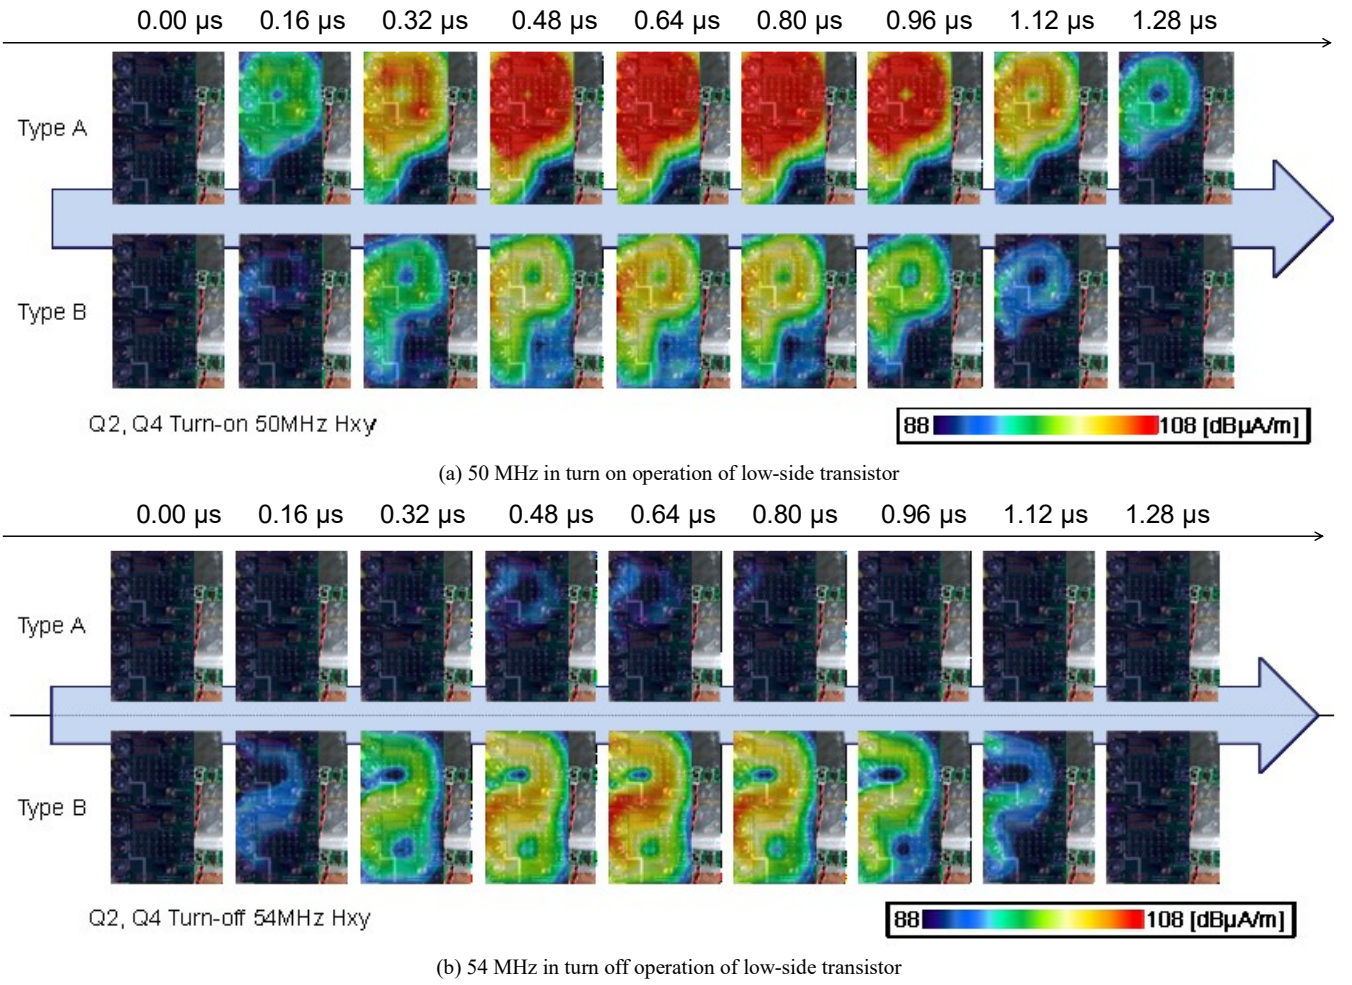 0.00 µs 0.16 µs 0.32 µs 0.48 µs 0.64 µs 0.80 µs 0.96 µs 1.12 µs 1.28 µs
Type A
Type B
Q2, Q4 Turn-on 50MHz Hxy
88 108 [dBµA/m]
(a) 50 MHz in turn on operation of low-side transistor
0.00 µs 0.16 µs 0.32 µs 0.48 µs 0.64 µs 0.80 µs 0.96 µs 1.12 µs 1.28 µs
Type A
Type B
Q2, Q4 Turn-off 54MHz Hxy
88 108 [dBµA/m]
(b) 54 MHz in turn off operation of low-side transistor